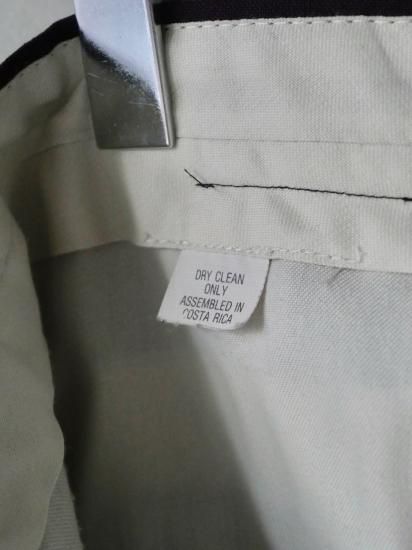 DRY CLEAN
ONLY
ASSEMBLED IN
COSTA RICA